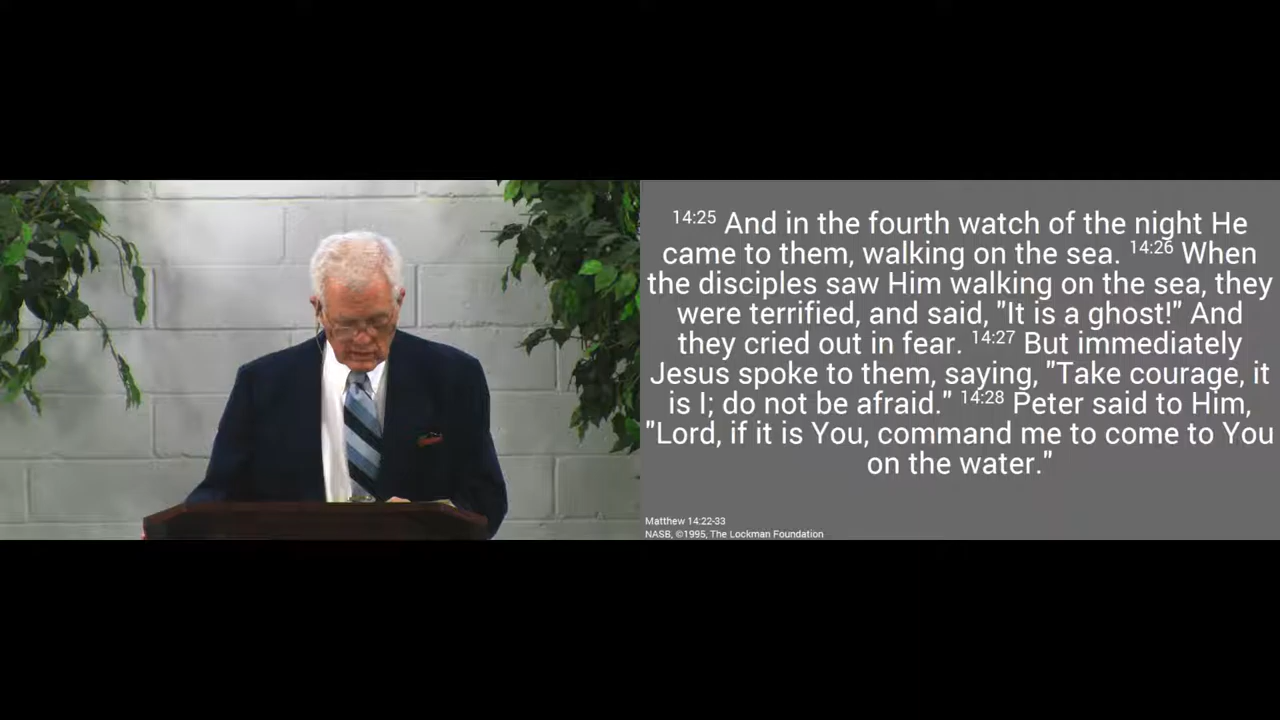 14:25 And in the fourth watch of the night He
came to them, walking on the sea. 14:26 When
the disciples saw Him walking on the sea, they
were terrified, and said, "It is a ghost!" And
they cried out in fear. 14:27 But immediately
Jesus spoke to them, saying, "Take courage, it
is I; do not be afraid." 14:28 Peter said to Him,
"Lord, if it is You, command me to come to You
on the water."
Matthew 14:22-33
NASB, ©1995, The Lockman Foundation